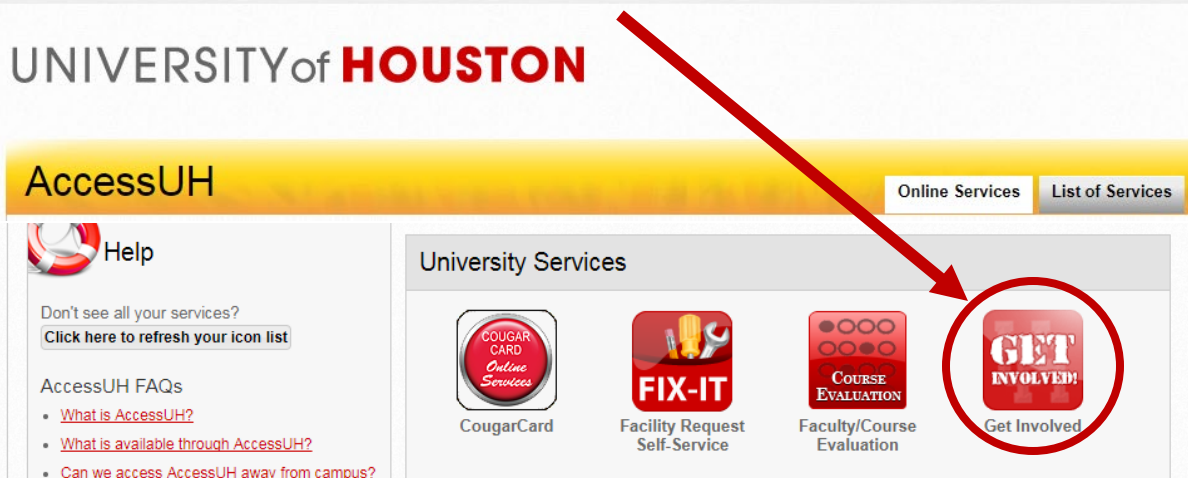 UNIVERSITYof HOUSTON
AccessUH
Online Services
List of Services
Help
Don't see all your services?
Click here to refresh your icon list
AccessUH FAQs
What is AccessUH?
What is available through AccessUH?
Can we access AccessUH away from campus?
University Services
COUGAR
CARD
Online
Services
CougarCard
FIX-IT
Facility Request
Self-Service
COURSE
EVALUATION
Faculty/Course
Evaluation
GET
INVOLVED!
Get Involved